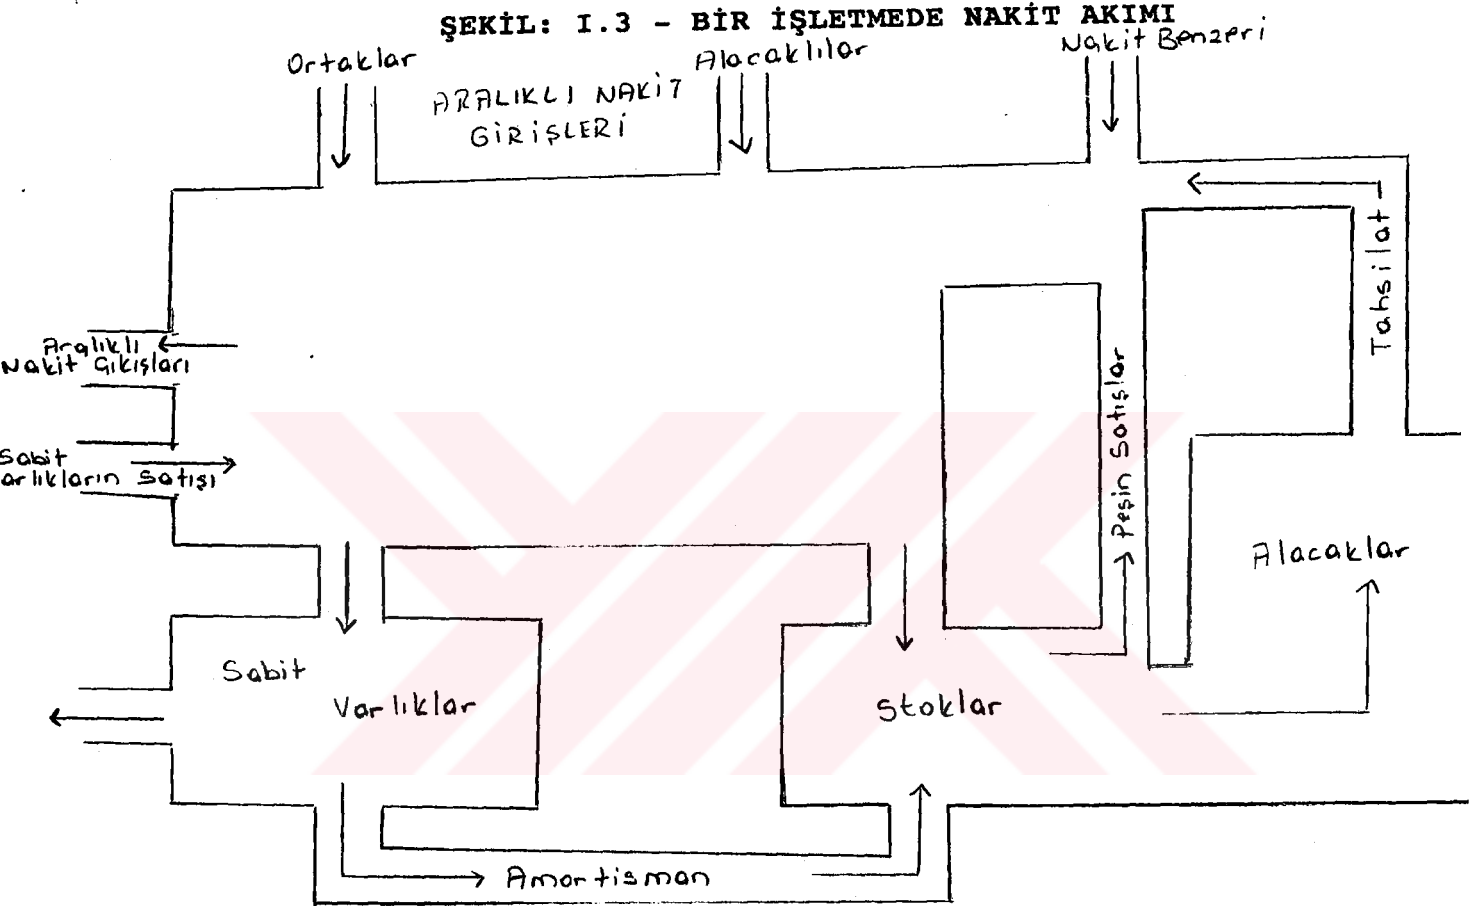 ŞEKİL: I.3 - BİR İŞLETMEDE NAKİT AKIMI
Ortaklar
Alacaklılar
Nakit Benzeri
ARALIKLI NAKİT
GİRİŞLERİ
Tahsilat
Aralıklı
Nakit Çıkışları
Peşin Satışlar
Sabit
arlıkların Satışı
Alacaklar
Sabit
Varlıklar
Stoklar
Amortisman